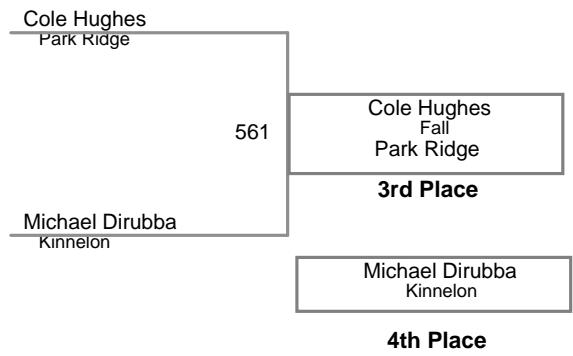 Cole Hughes
Park Ridge
561
Cole Hughes
Fall
Park Ridge
3rd Place
Michael Dirubba
Kinnelon
Michael Dirubba
Kinnelon
4th Place